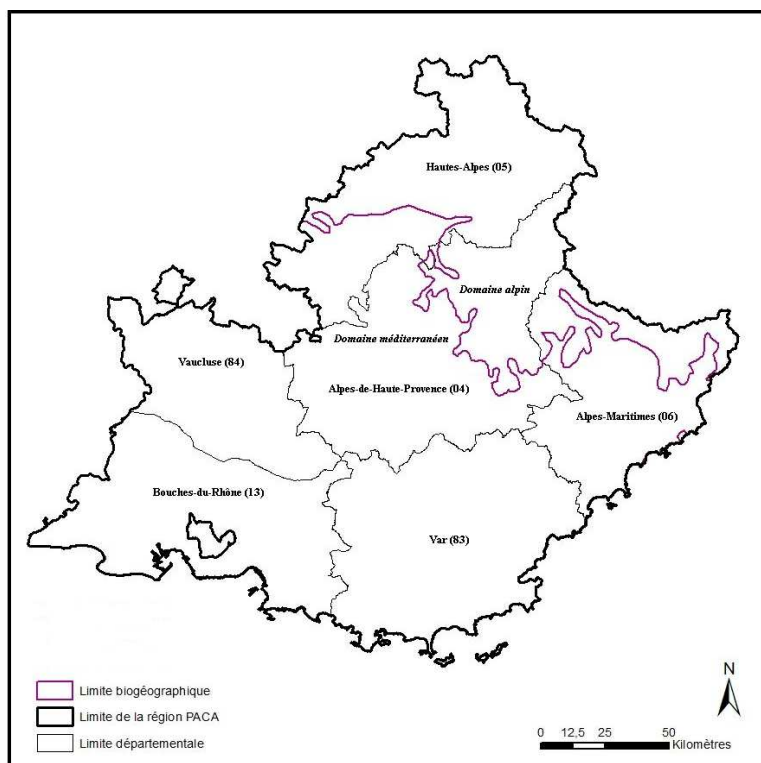 Hautes-Alpes (05)
Domaine alpin
Domaine méditerranéen
Vaucluse (84)
Alpes-de-Haute-Provence (04)
Alpes-Maritimes (06)
Bouches-du-Rhône (13)
Var (83)
Limite biogéographique
Limite de la région PACA
Limite départementale
N
0 12,5 25 50
Kilomètres